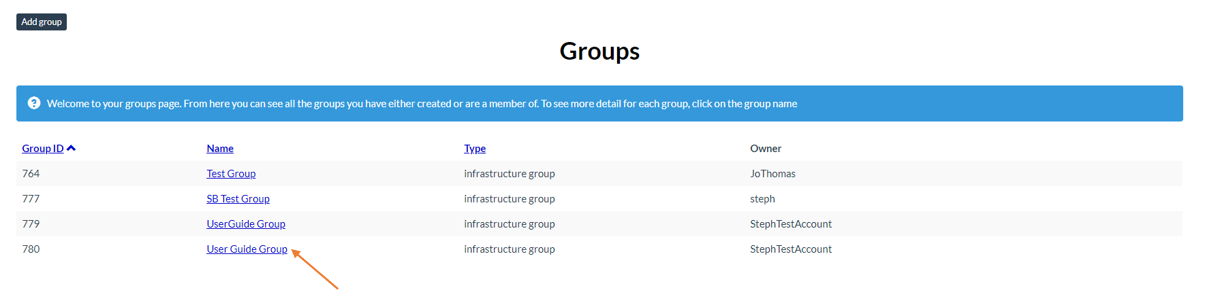 Add group
Groups
Welcome to your groups page. From here you can see all the groups you have either created or are a member of. To see more detail for each group, click on the group name
Group ID Name Type Owner
764 Test Group infrastructure group JoThomas
777 SB Test Group infrastructure group steph
779 UserGuide Group infrastructure group StephTestAccount
780 User Guide Group infrastructure group StephTestAccount